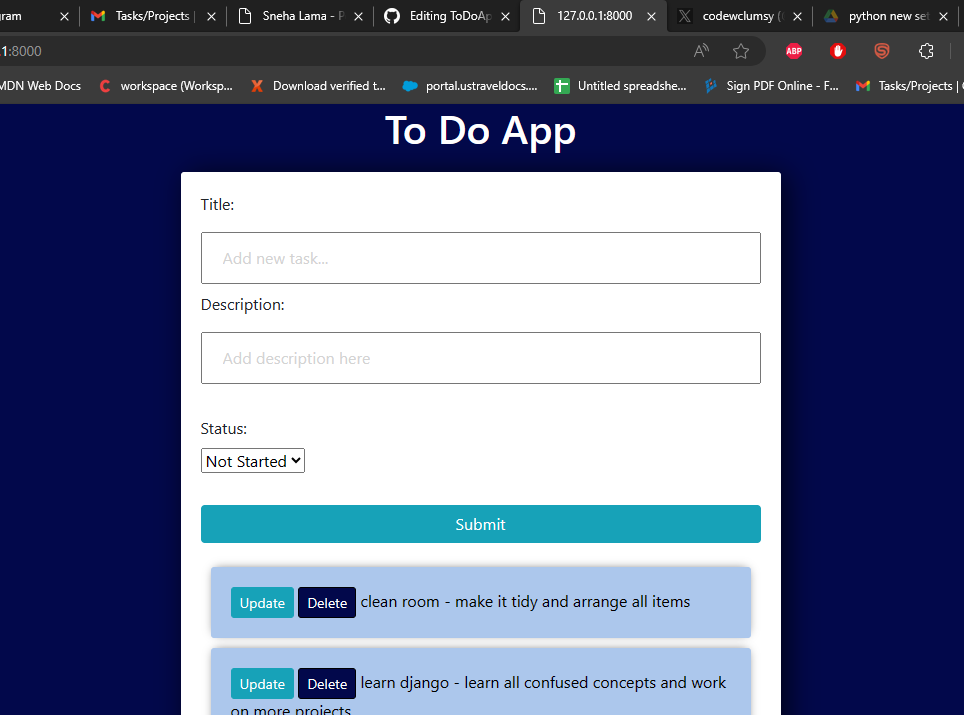 gram Tasks/Projects Sneha Lama - P Editing ToDoAp 127.0.0.1:8000 codewclumsy ( python new set
1:8000 A ABP
MDN Web Docs C workspace (Worksp... X Download verified t... portal.ustraveldocs.... Untitled spreadshe... Sign PDF Online - F... Tasks/Projects | (
To Do App
Title:
Add new task...
Description:
Add description here
Status:
Not Started
Submit
Update Delete clean room - make it tidy and arrange all items
Update Delete learn django - learn all confused concepts and work
on more projects